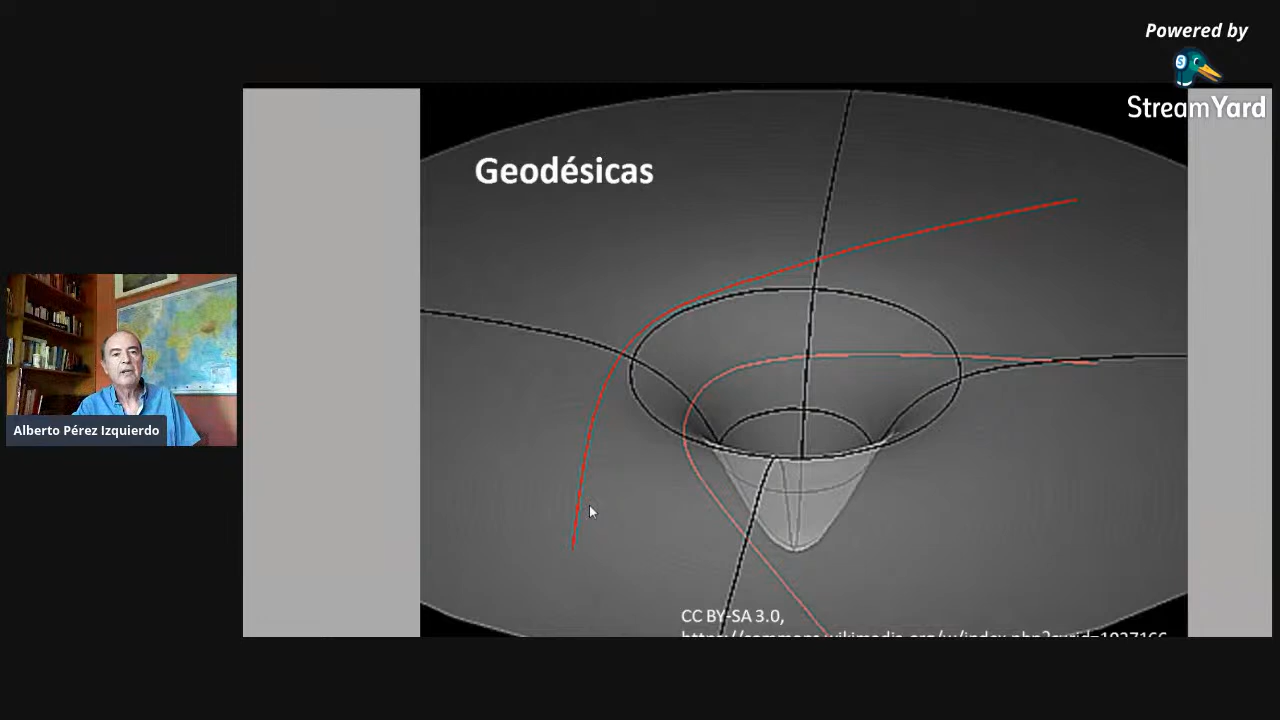 Powered by
StreamYard
Geodésicas
Alberto Pérez Izquierdo
CC BY-SA 3.0,